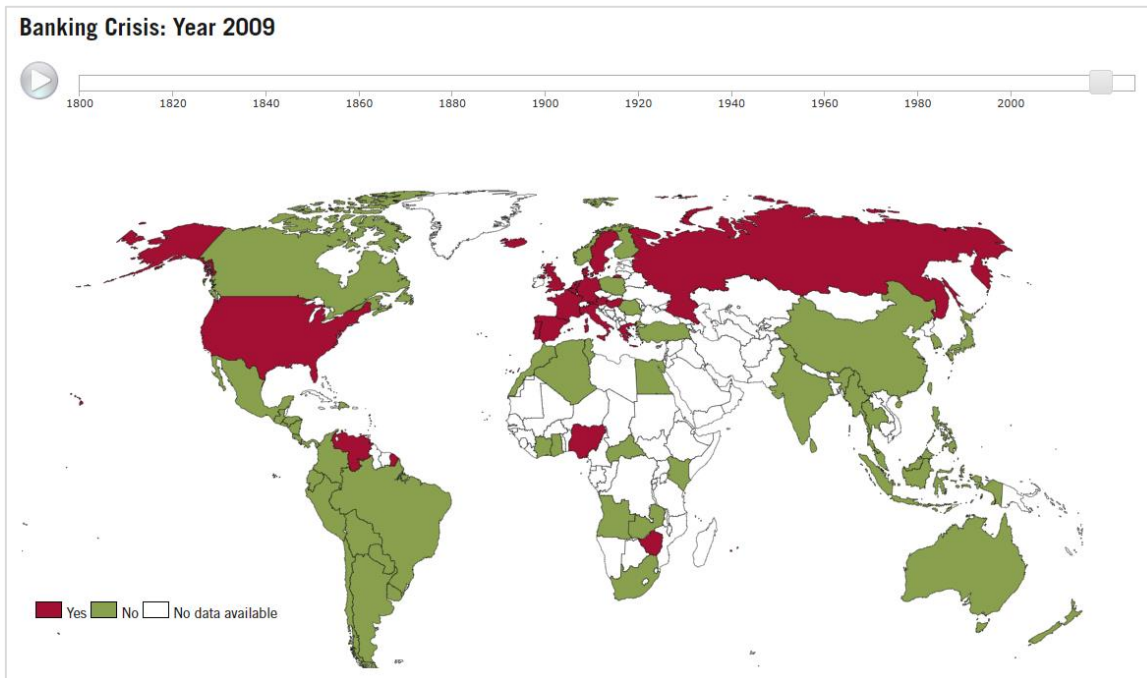 Banking Crisis: Year 2009
1800 1820 1840 1860 1880 1900 1920 1940 1960 1980 2000
Yes No No data available